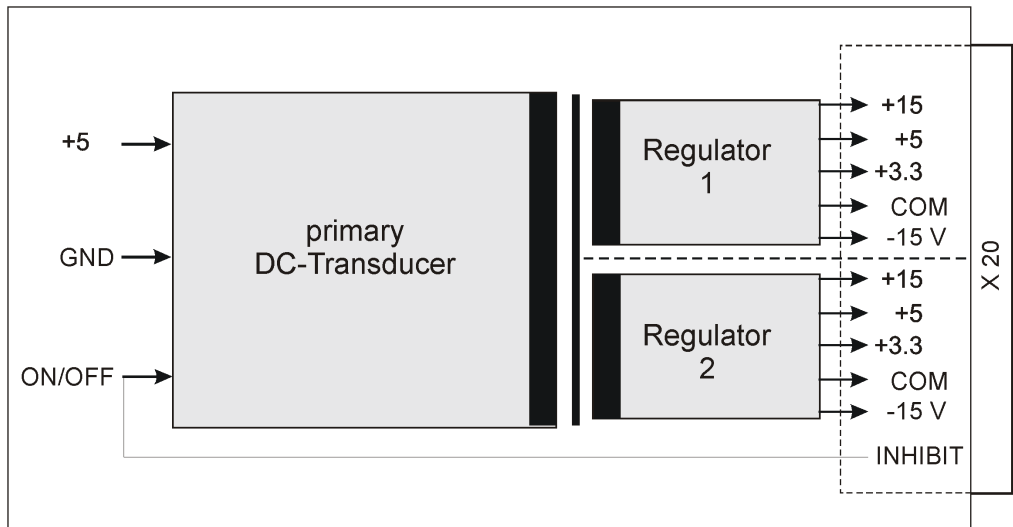 +5
GND
ON/OFF
primary
DC-Transducer
Regulator
1
+15
+5
+3.3
COM
-15 V
Regulator
2
+15
+5
+3.3
COM
-15 V
INHIBIT
X 20